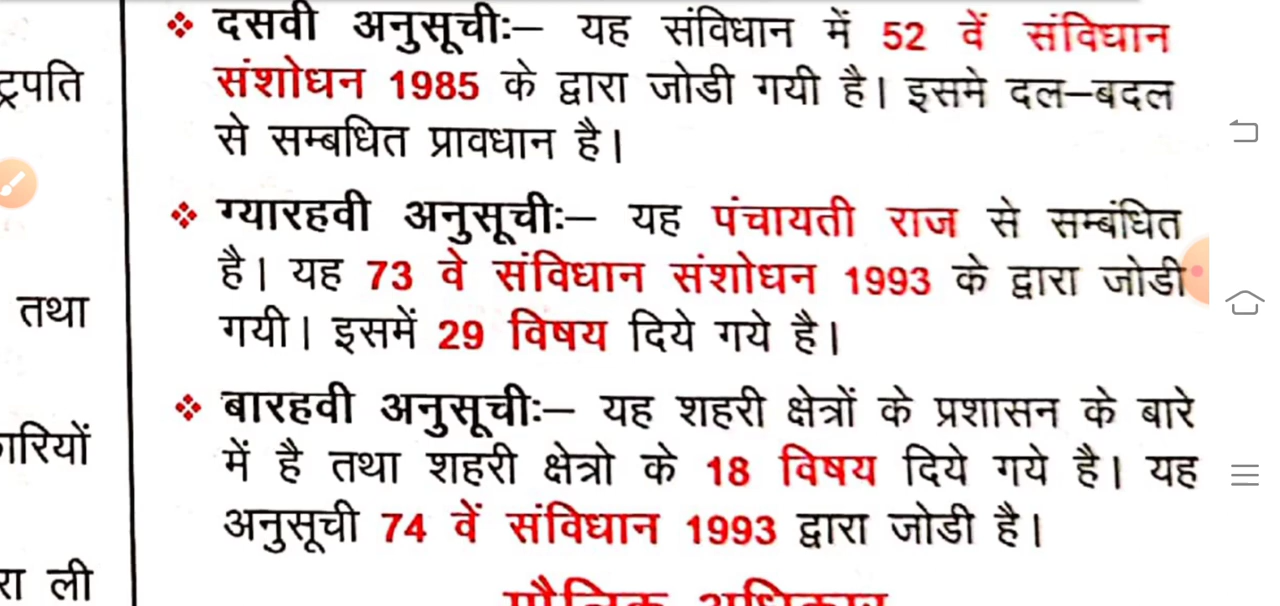 ❖ दसवी अनुसूचीः– यह संविधान में 52 वें संविधान
संशोधन 1985 के द्वारा जोडी गयी है। इसमे दल–बदल
से सम्बधित प्रावधान है।
❖ ग्यारहवी अनुसूचीः– यह पंचायती राज से सम्बंधित
है। यह 73 वे संविधान संशोधन 1993 के द्वारा जोडी
गयी। इसमें 29 विषय दिये गये है।
❖ बारहवी अनुसूचीः– यह शहरी क्षेत्रों के प्रशासन के बारे
में है तथा शहरी क्षेत्रो के 18 विषय दिये गये है। यह
अनुसूची 74 वें संविधान 1993 द्वारा जोडी है।
मौलिक अधिकार
तथा
ली